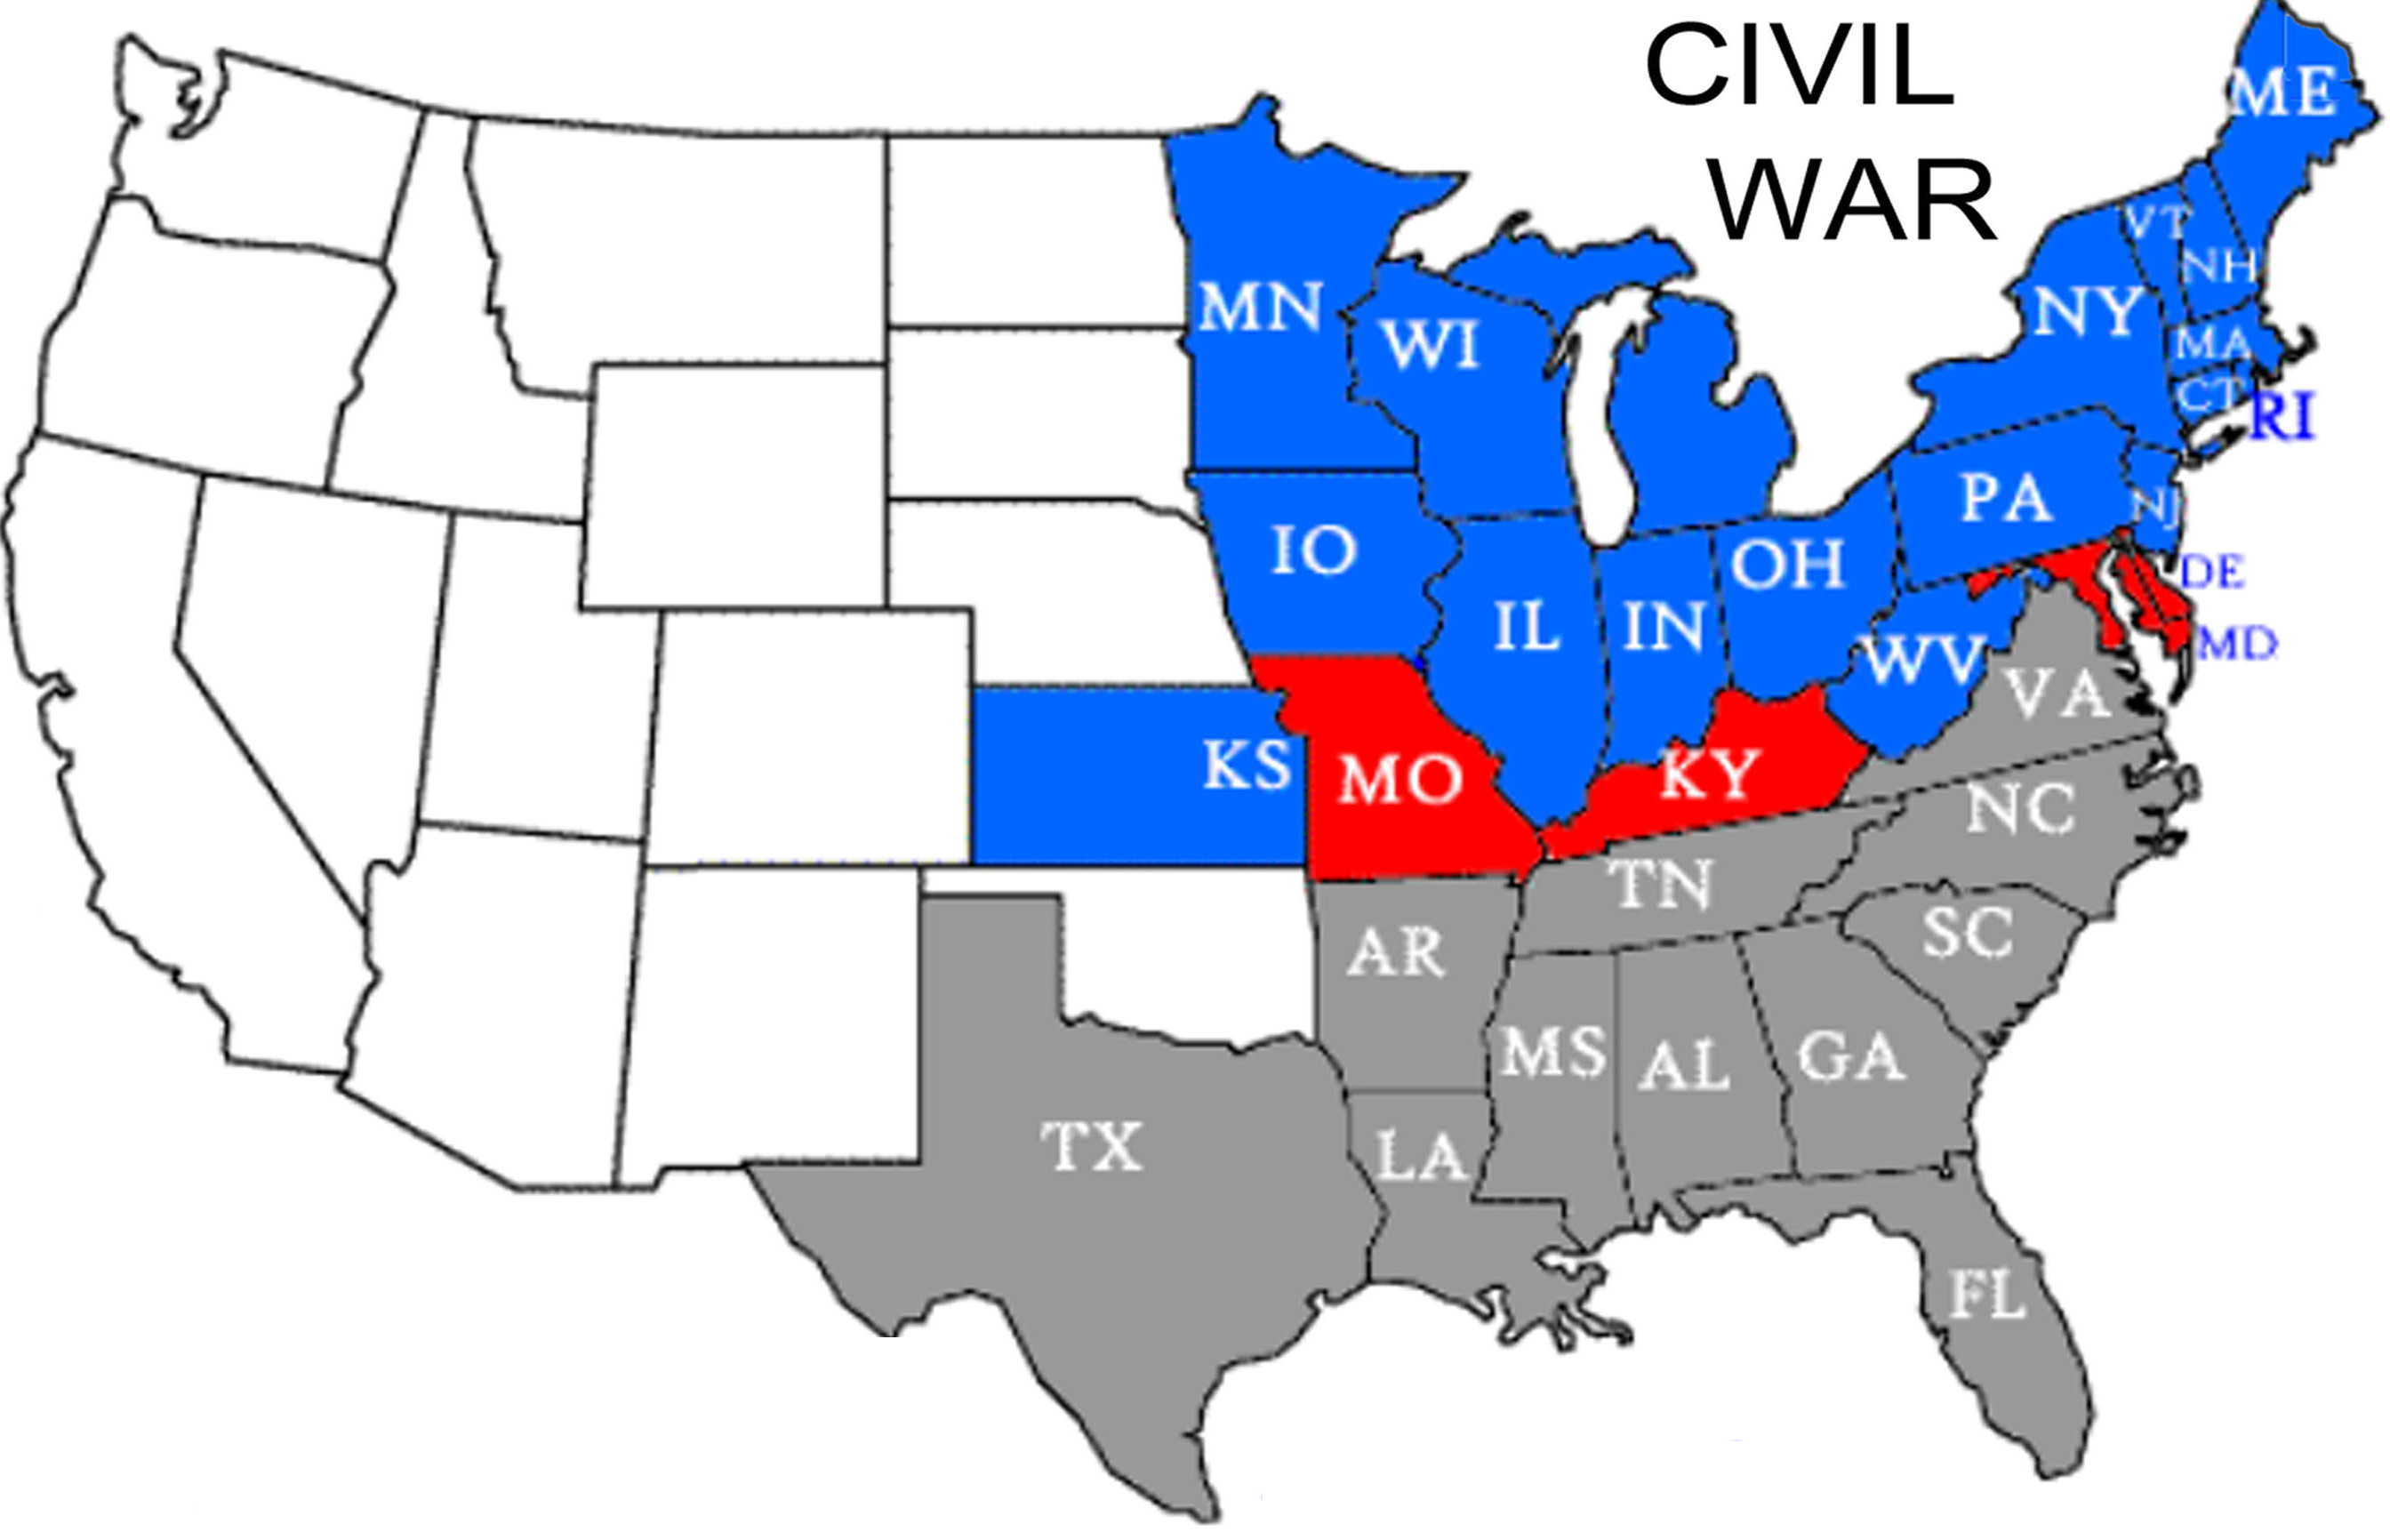 CIVIL
WAR
ME
VT
NH
MN
NY
WI
MA
CT
RI
PA
NJ
IO
OH
DE
IL
IN
WV
MD
VA
KS
MO
KY
NC
TN
SC
AR
MS
AL
GA
TX
LA
FL